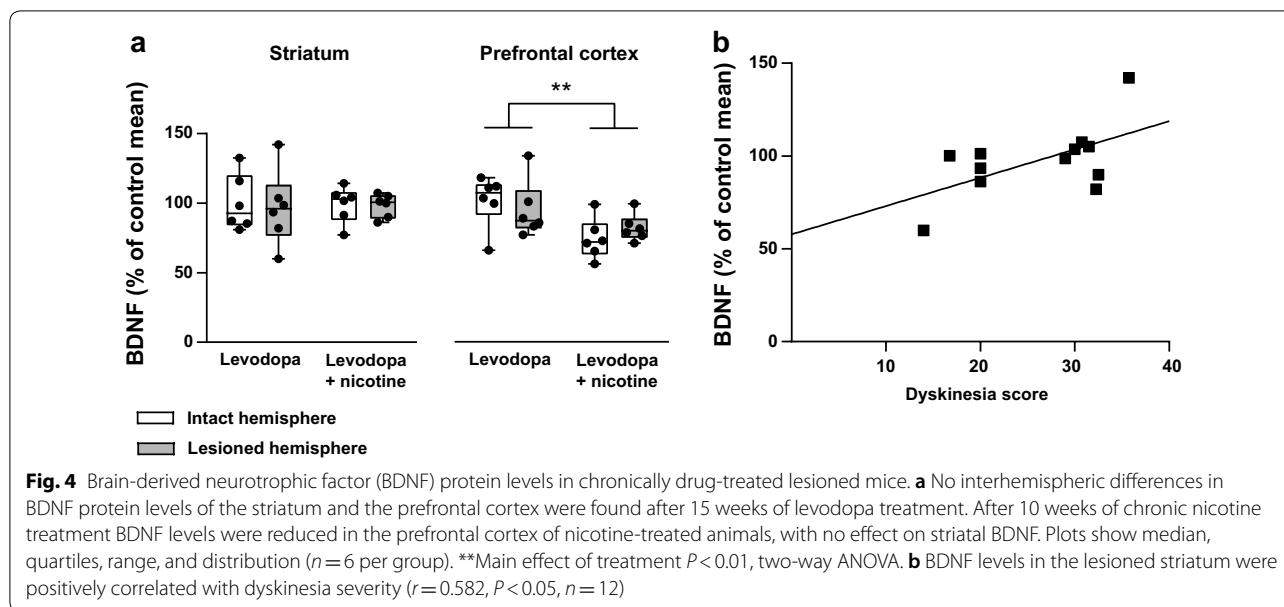 a
Striatum
Prefrontal cortex
**
BDNF (% of control mean)
150
100
50
0
Levodopa
Levodopa
+ nicotine
Levodopa
Levodopa
+ nicotine
Intact hemisphere
Lesioned hemisphere
b
BDNF (% of control mean)
150
100
50
0
10
20
30
40
Dyskinesia score
Fig. 4 Brain-derived neurotrophic factor (BDNF) protein levels in chronically drug-treated lesioned mice. a No interhemispheric differences in
BDNF protein levels of the striatum and the prefrontal cortex were found after 15 weeks of levodopa treatment. After 10 weeks of chronic nicotine
treatment BDNF levels were reduced in the prefrontal cortex of nicotine-treated animals, with no effect on striatal BDNF. Plots show median,
quartiles, range, and distribution (n = 6 per group). **Main effect of treatment P < 0.01, two-way ANOVA. b BDNF levels in the lesioned striatum were
positively correlated with dyskinesia severity (r = 0.582, P < 0.05, n = 12)